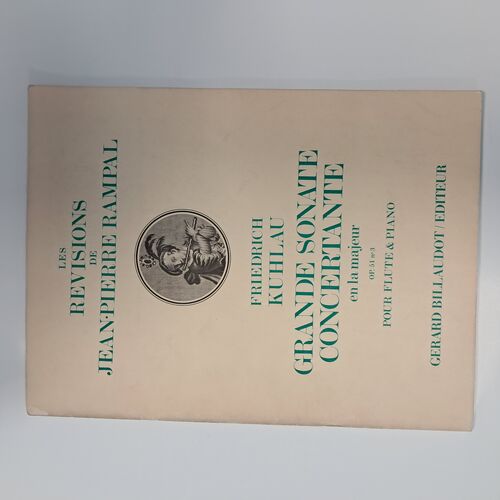 LES
REVISIONS
DE
JEAN-PIERRE RAMPAL
FRIEDRICH
KUHLAU
GRANDE SONATE
CONCERTANTE
en la majeur
OP. 51 nº 3
POUR FLUTE & PIANO
GERARD BILLAUDOT / EDITEUR